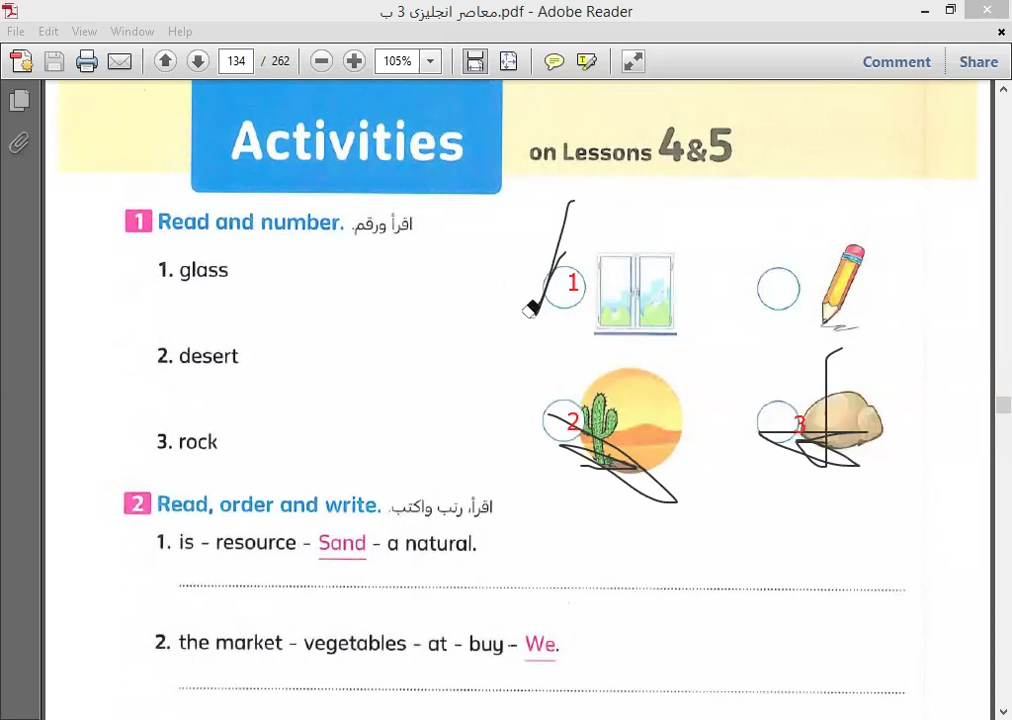 معاصر انجليزى 3 ب.pdf - Adobe Reader
File Edit View Window Help
134 / 262 105% Comment Share
Activities on Lessons 4&5
1 Read and number. اقرأ ورقم.
1. glass
1
2. desert
2 3
3. rock
2 Read, order and write. اقرأ، رتب واكتب.
1. is - resource - Sand - a natural.
2. the market - vegetables - at - buy - We.